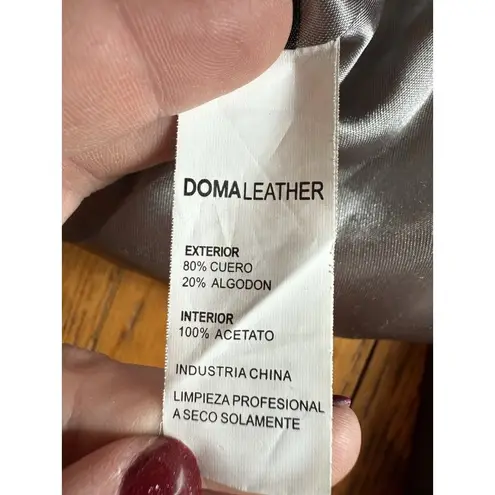 DOMALEATHER
EXTERIOR
80% CUERO
20% ALGODON
INTERIOR
100% ACETATO
INDUSTRIA CHINA
LIMPIEZA PROFESIONAL
A SECO SOLAMENTE